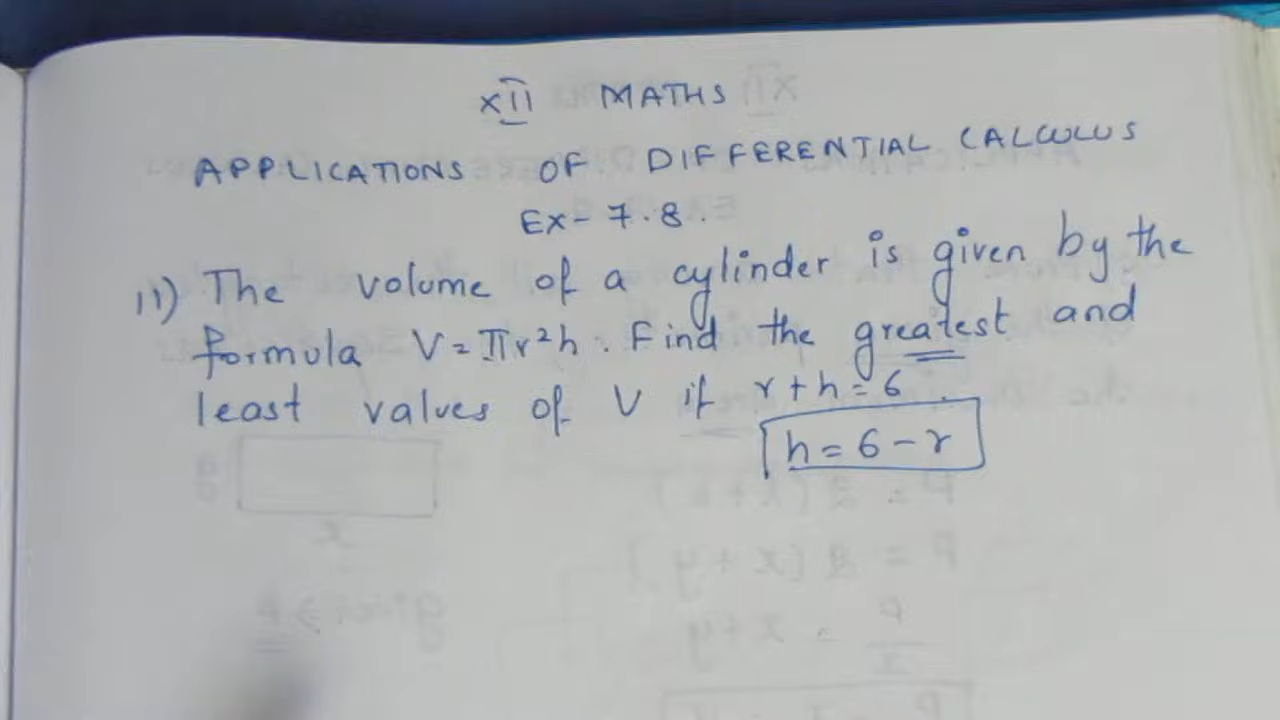 XII MATHS
APPLICATIONS OF DIFFERENTIAL CALCULUS
Ex- 7.8.
11) The volume of a cylinder is given by the
formula V = πr²h. Find the greatest and
least values of V if r+h=6.
h = 6 - r
P = 2 (x+y)
P = x+y